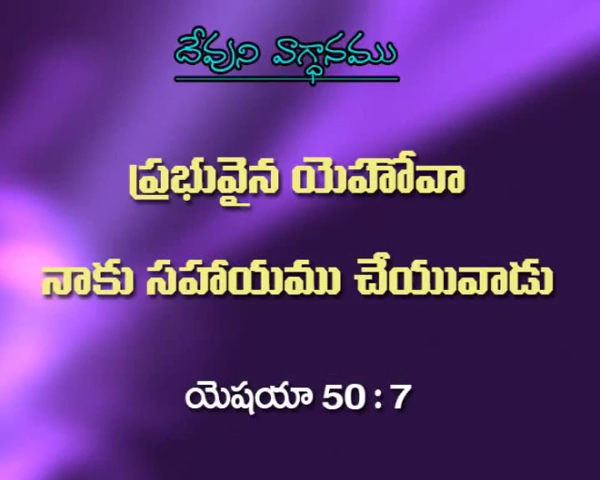 దేవుని వాగ్ధానము
ప్రభువైన యెహోవా
నాకు సహాయము చేయువాడు
యెషయా 50 : 7